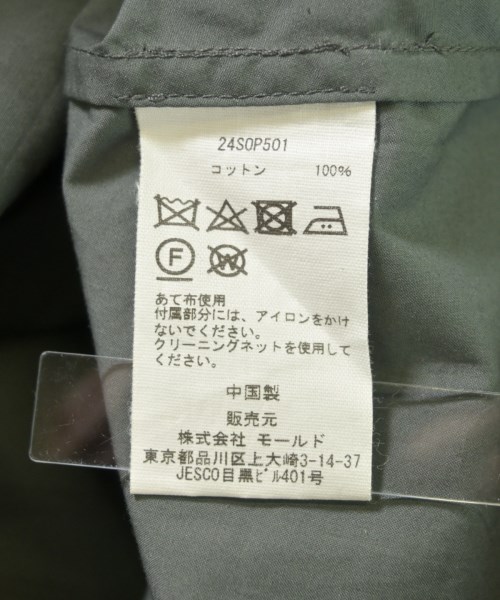 24SOP501
コットン 100%
F W
あて布使用
付属部分には、アイロンをかけ
ないでください。
クリーニングネットを使用して
ください。
中国製
販売元
株式会社 モールド
東京都品川区上大崎3-14-37
JESCO目黒ビル401号